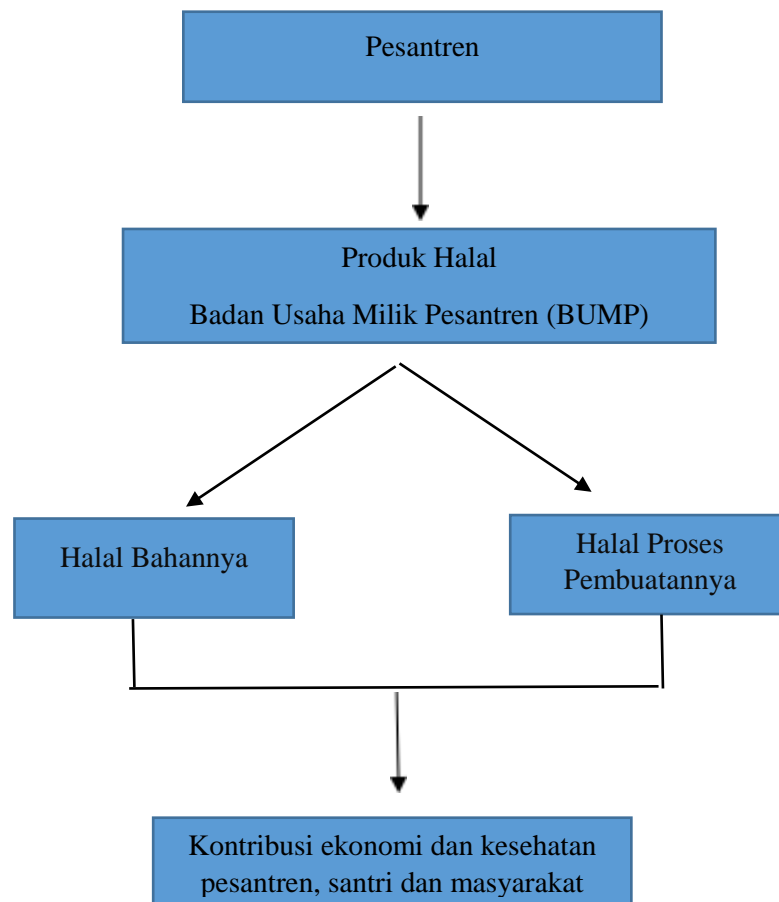 Pesantren
Produk Halal
Badan Usaha Milik Pesantren (BUMP)
Halal Bahannya
Halal Proses
Pembuatannya
Kontribusi ekonomi dan kesehatan
pesantren, santri dan masyarakat